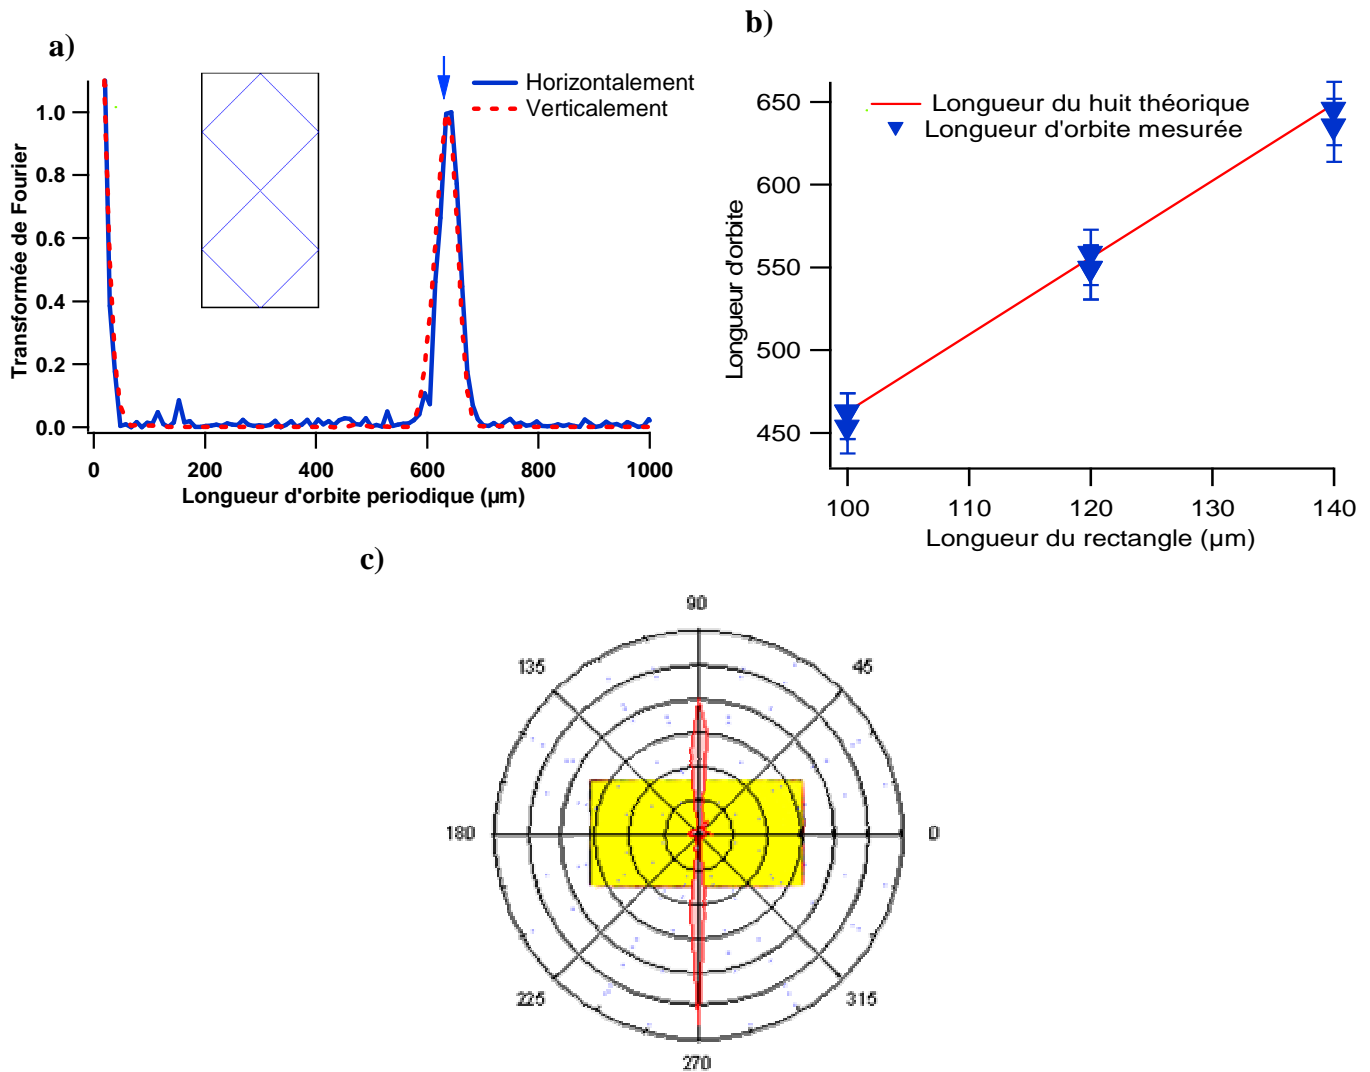 a)
Horizontalement
Verticalement
1.0
0.8
0.6
0.4
0.2
0.0
Transformée de Fourier
0 200 400 600 800 1000
Longueur d'orbite periodique (µm)
b)
Longueur du huit théorique
Longueur d'orbite mesurée
650
600
550
500
450
Longueur d'orbite
100 110 120 130 140
Longueur du rectangle (µm)
c)
90
135 45
180 0
225 315
270